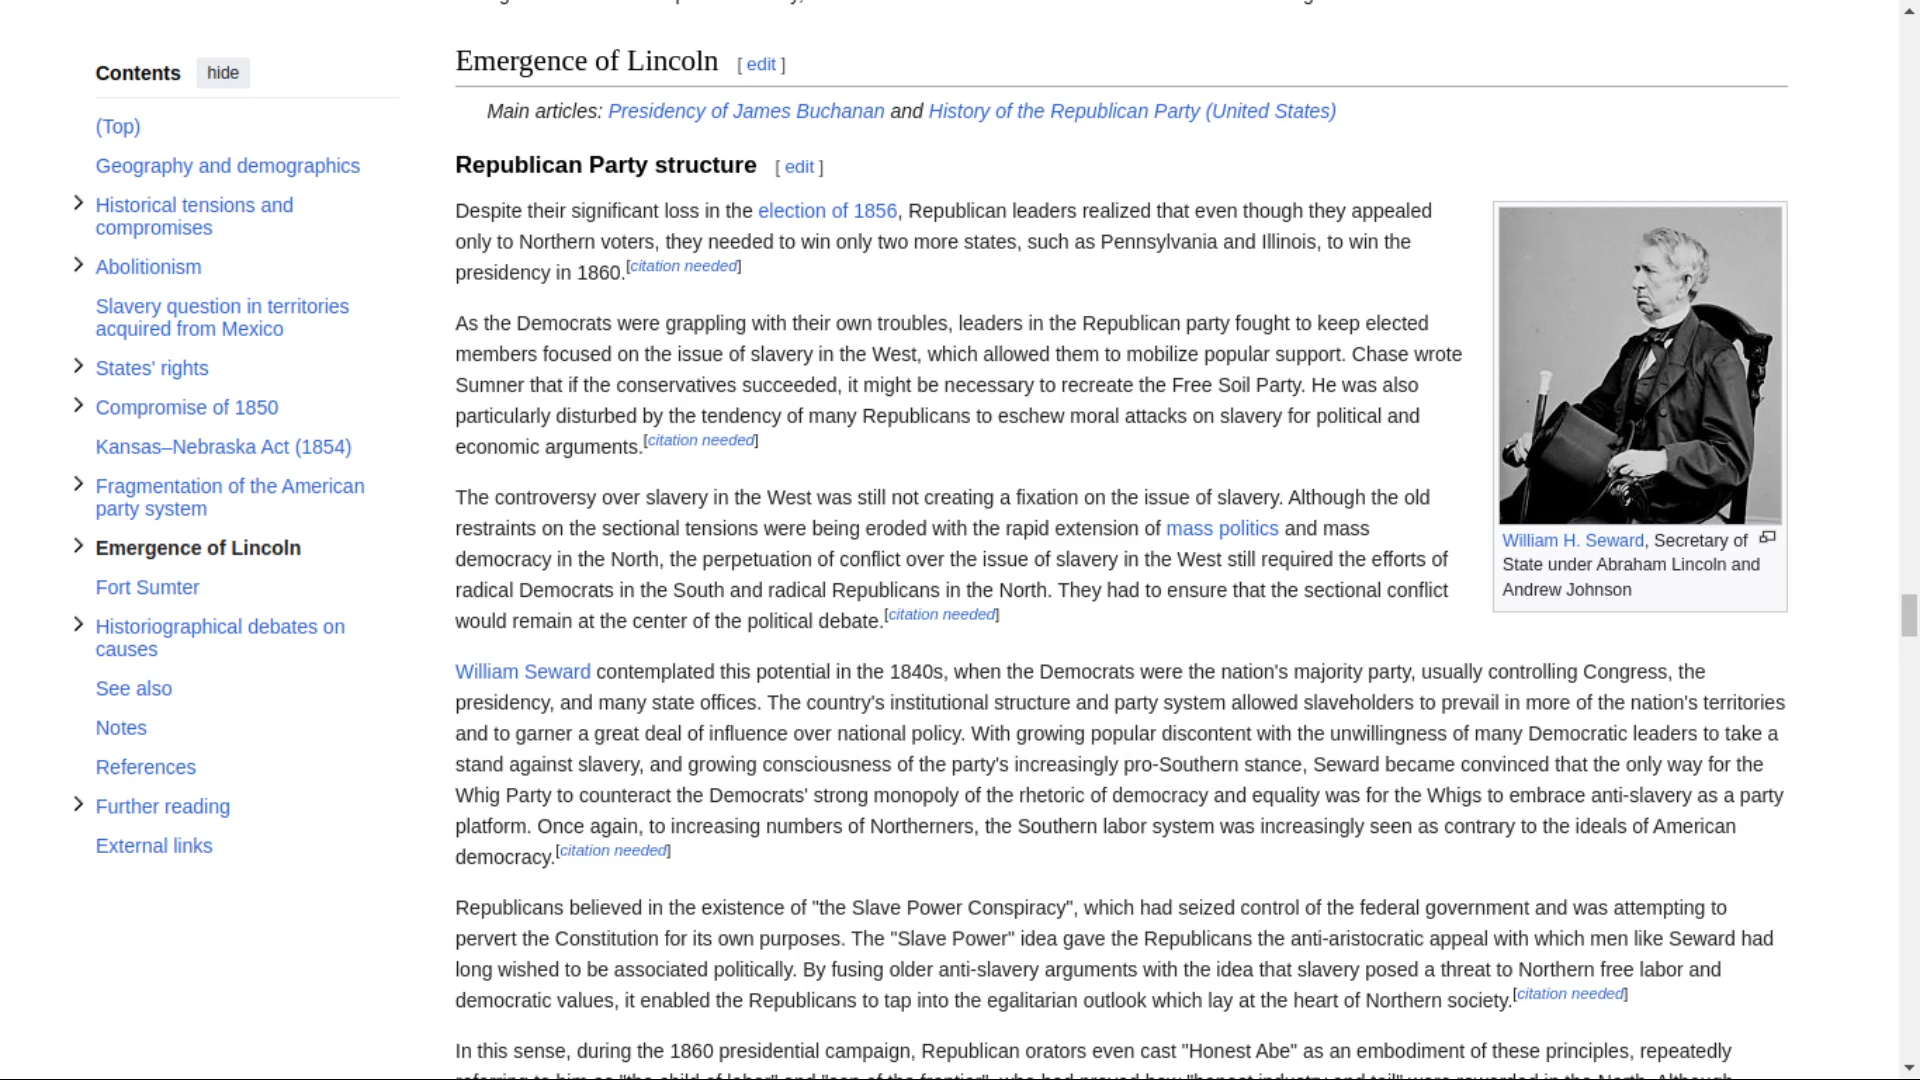 Contents hide
(Top)
Geography and demographics
Historical tensions and
compromises
Abolitionism
Slavery question in territories
acquired from Mexico
States' rights
Compromise of 1850
Kansas–Nebraska Act (1854)
Fragmentation of the American
party system
Emergence of Lincoln
Fort Sumter
Historiographical debates on
causes
See also
Notes
References
Further reading
External links
Emergence of Lincoln [ edit ]
Main articles: Presidency of James Buchanan and History of the Republican Party (United States)
Republican Party structure [ edit ]
Despite their significant loss in the election of 1856, Republican leaders realized that even though they appealed
only to Northern voters, they needed to win only two more states, such as Pennsylvania and Illinois, to win the
presidency in 1860.[citation needed]
As the Democrats were grappling with their own troubles, leaders in the Republican party fought to keep elected
members focused on the issue of slavery in the West, which allowed them to mobilize popular support. Chase wrote
Sumner that if the conservatives succeeded, it might be necessary to recreate the Free Soil Party. He was also
particularly disturbed by the tendency of many Republicans to eschew moral attacks on slavery for political and
economic arguments.[citation needed]
The controversy over slavery in the West was still not creating a fixation on the issue of slavery. Although the old
restraints on the sectional tensions were being eroded with the rapid extension of mass politics and mass
democracy in the North, the perpetuation of conflict over the issue of slavery in the West still required the efforts of
radical Democrats in the South and radical Republicans in the North. They had to ensure that the sectional conflict
would remain at the center of the political debate.[citation needed]
William H. Seward, Secretary of
State under Abraham Lincoln and
Andrew Johnson
William Seward contemplated this potential in the 1840s, when the Democrats were the nation's majority party, usually controlling Congress, the
presidency, and many state offices. The country's institutional structure and party system allowed slaveholders to prevail in more of the nation's territories
and to garner a great deal of influence over national policy. With growing popular discontent with the unwillingness of many Democratic leaders to take a
stand against slavery, and growing consciousness of the party's increasingly pro-Southern stance, Seward became convinced that the only way for the
Whig Party to counteract the Democrats' strong monopoly of the rhetoric of democracy and equality was for the Whigs to embrace anti-slavery as a party
platform. Once again, to increasing numbers of Northerners, the Southern labor system was increasingly seen as contrary to the ideals of American
democracy.[citation needed]
Republicans believed in the existence of "the Slave Power Conspiracy", which had seized control of the federal government and was attempting to
pervert the Constitution for its own purposes. The "Slave Power" idea gave the Republicans the anti-aristocratic appeal with which men like Seward had
long wished to be associated politically. By fusing older anti-slavery arguments with the idea that slavery posed a threat to Northern free labor and
democratic values, it enabled the Republicans to tap into the egalitarian outlook which lay at the heart of Northern society.[citation needed]
In this sense, during the 1860 presidential campaign, Republican orators even cast "Honest Abe" as an embodiment of these principles, repeatedly
referring to him as "the child of labor" and "son of the frontier", who had proved how "honest industry and toil" were rewarded in the North. Although